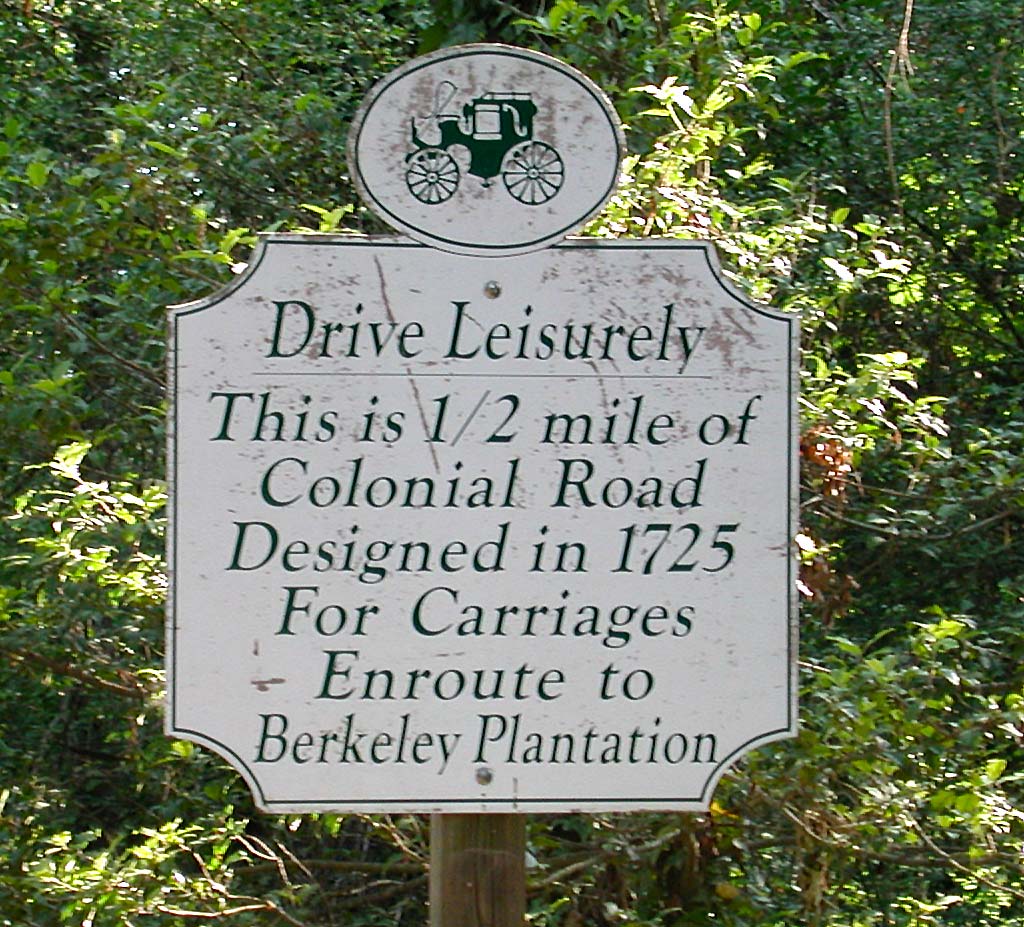 Drive Leisurely
This is 1/2 mile of
Colonial Road
Designed in 1725
For Carriages
Enroute to
Berkeley Plantation